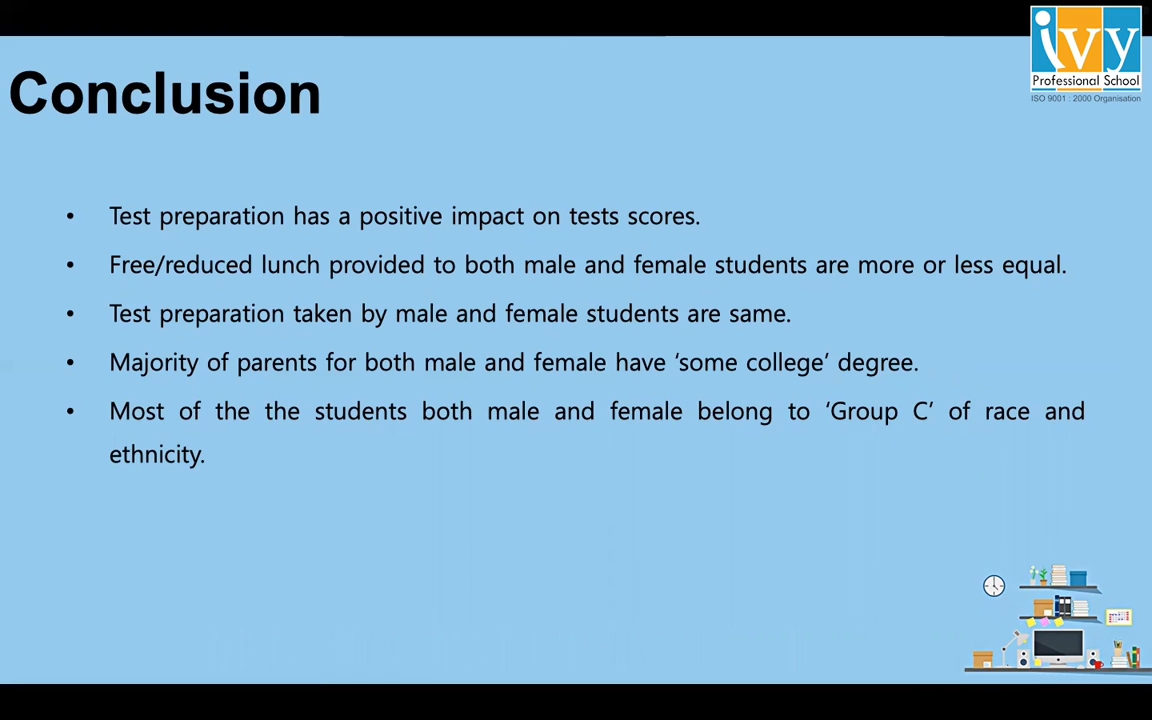 ivy
Professional School
ISO 9001 : 2000 Organisation
Conclusion
• Test preparation has a positive impact on tests scores.
• Free/reduced lunch provided to both male and female students are more or less equal.
• Test preparation taken by male and female students are same.
• Majority of parents for both male and female have ‘some college’ degree.
• Most of the the students both male and female belong to ‘Group C’ of race and
ethnicity.